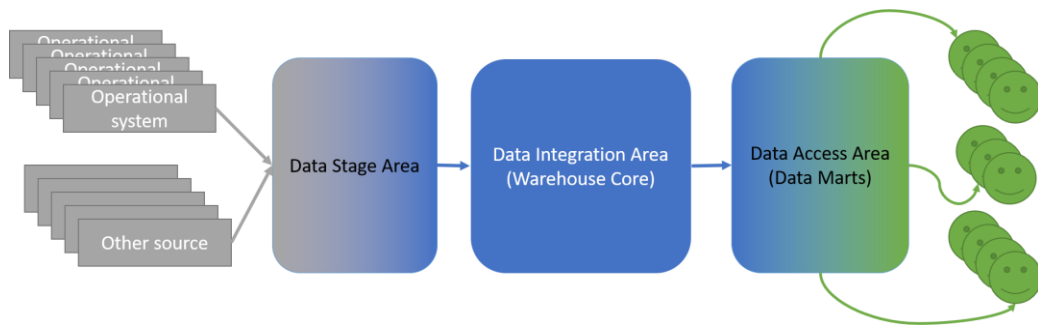 Operational
Operational
Operational
Operational
Operational
system
Other source
Data Stage Area
Data Integration Area
(Warehouse Core)
Data Access Area
(Data Marts)